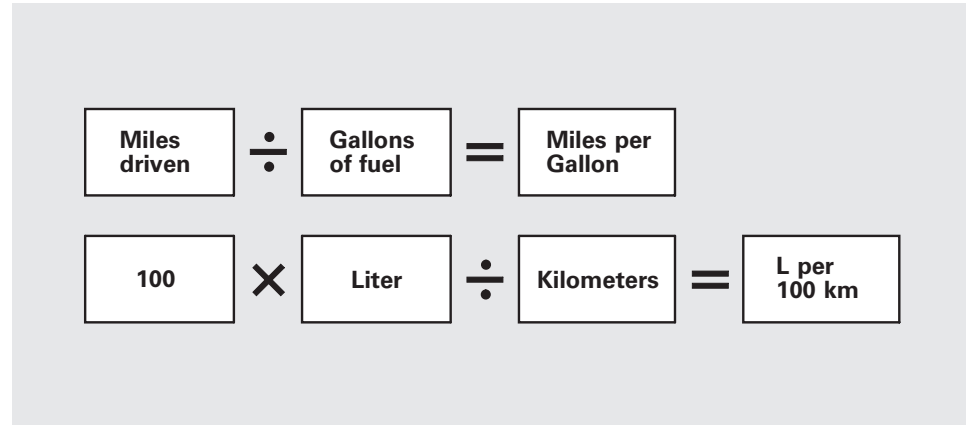 Miles driven ÷ Gallons of fuel = Miles per Gallon
100 × Liter ÷ Kilometers = L per 100 km